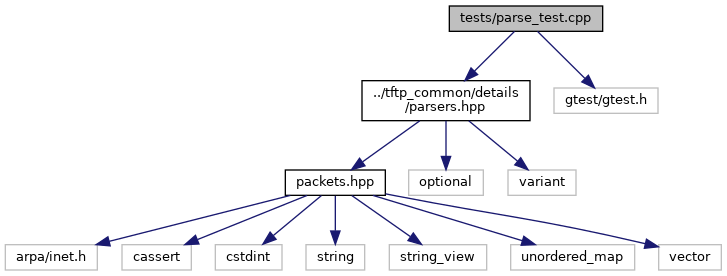 tests/parse_test.cpp
../tftp_common/details
/parsers.hpp
gtest/gtest.h
packets.hpp
optional
variant
arpa/inet.h
cassert
cstdint
string
string_view
unordered_map
vector